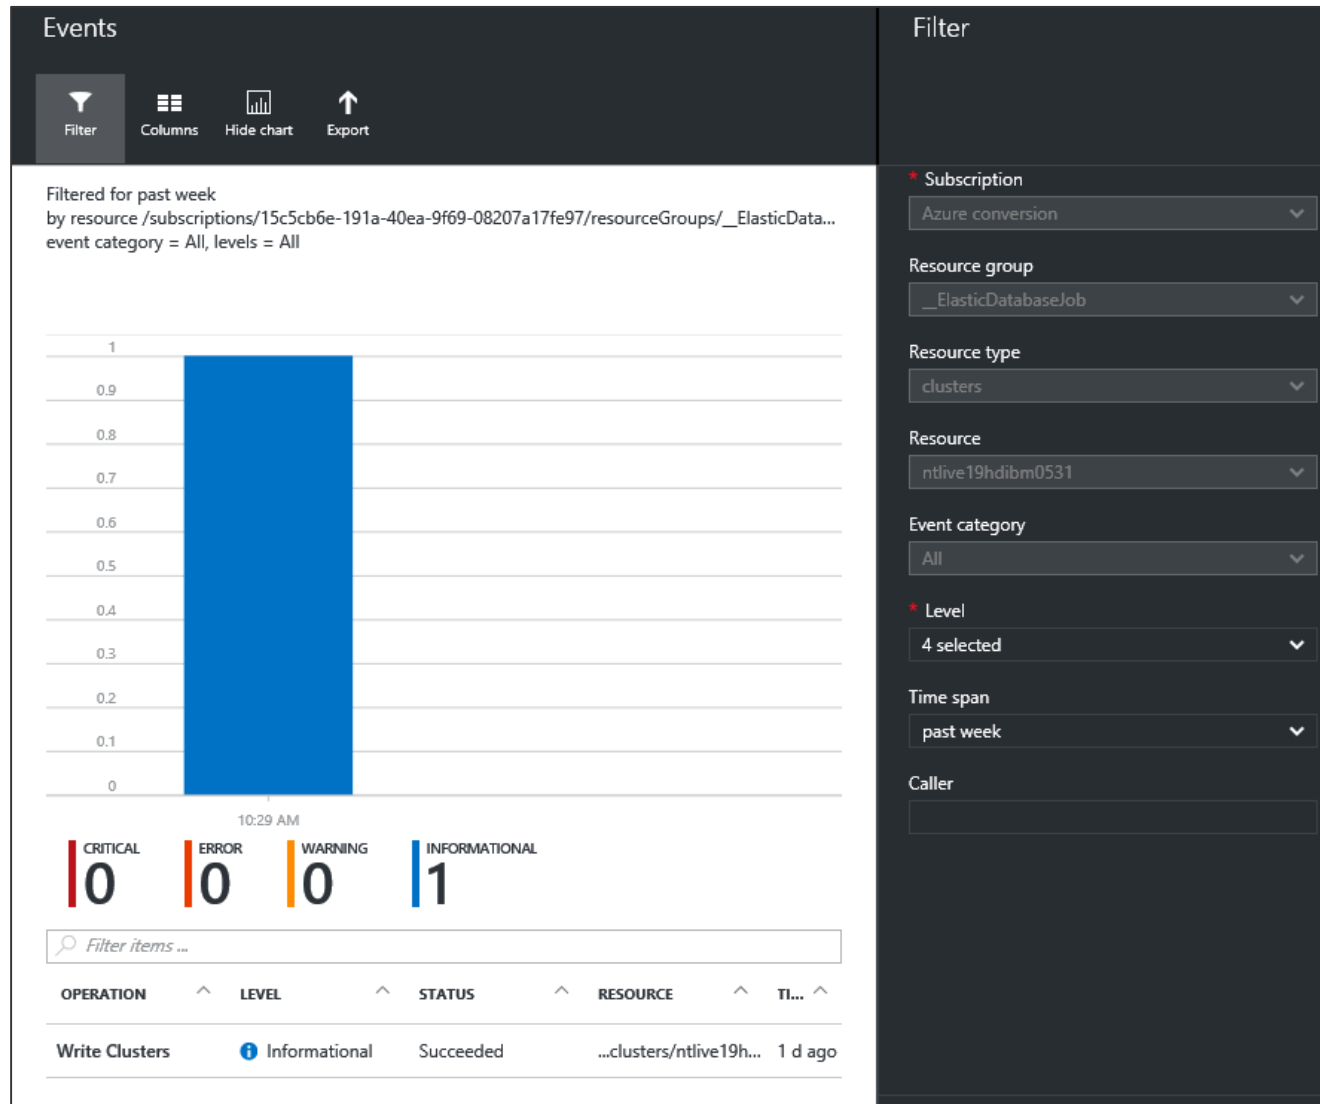 Events
Filter
Filter Columns Hide chart Export
Filtered for past week
by resource /subscriptions/15c5cb6e-191a-40ea-9f69-08207a17fe97/resourceGroups/__ElasticData...
event category = All, levels = All
1
0.9
0.8
0.7
0.6
0.5
0.4
0.3
0.2
0.1
0
10:29 AM
CRITICAL ERROR WARNING INFORMATIONAL
0 0 0 1
Filter items ...
OPERATION LEVEL STATUS RESOURCE TI...
Write Clusters Informational Succeeded ...clusters/ntlive19h... 1 d ago
* Subscription
Azure conversion
Resource group
__ElasticDatabaseJob
Resource type
clusters
Resource
ntlive19hdibm0531
Event category
All
* Level
4 selected
Time span
past week
Caller